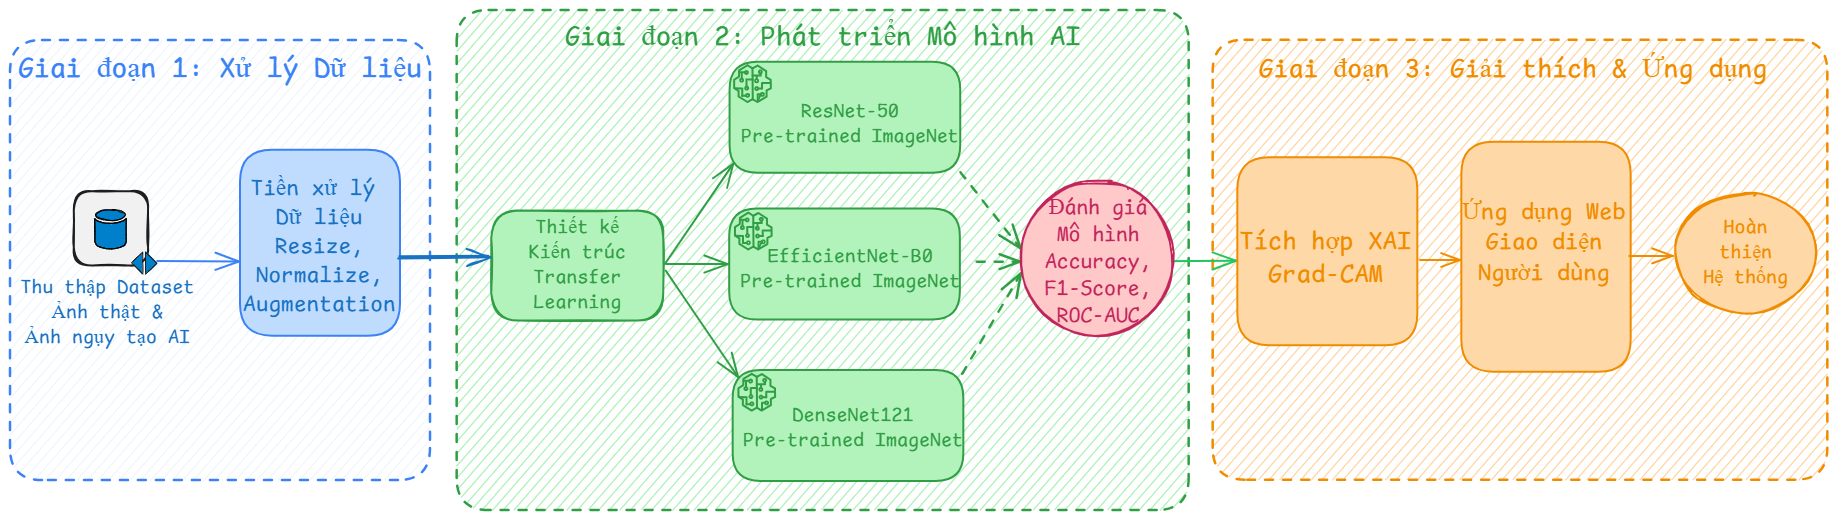 Giai đoạn 1: Xử lý Dữ liệu
Thu thập Dataset
Ảnh thật &
Ảnh ngụy tạo AI
Tiền xử lý
Dữ liệu
Resize,
Normalize,
Augmentation
Giai đoạn 2: Phát triển Mô hình AI
Thiết kế
Kiến trúc
Transfer
Learning
ResNet-50
Pre-trained ImageNet
EfficientNet-B0
Pre-trained ImageNet
DenseNet121
Pre-trained ImageNet
Đánh giá
Mô hình
Accuracy,
F1-Score,
ROC-AUC
Giai đoạn 3: Giải thích & Ứng dụng
Tích hợp XAI
Grad-CAM
Ứng dụng Web
Giao diện
Người dùng
Hoàn
thiện
Hệ thống